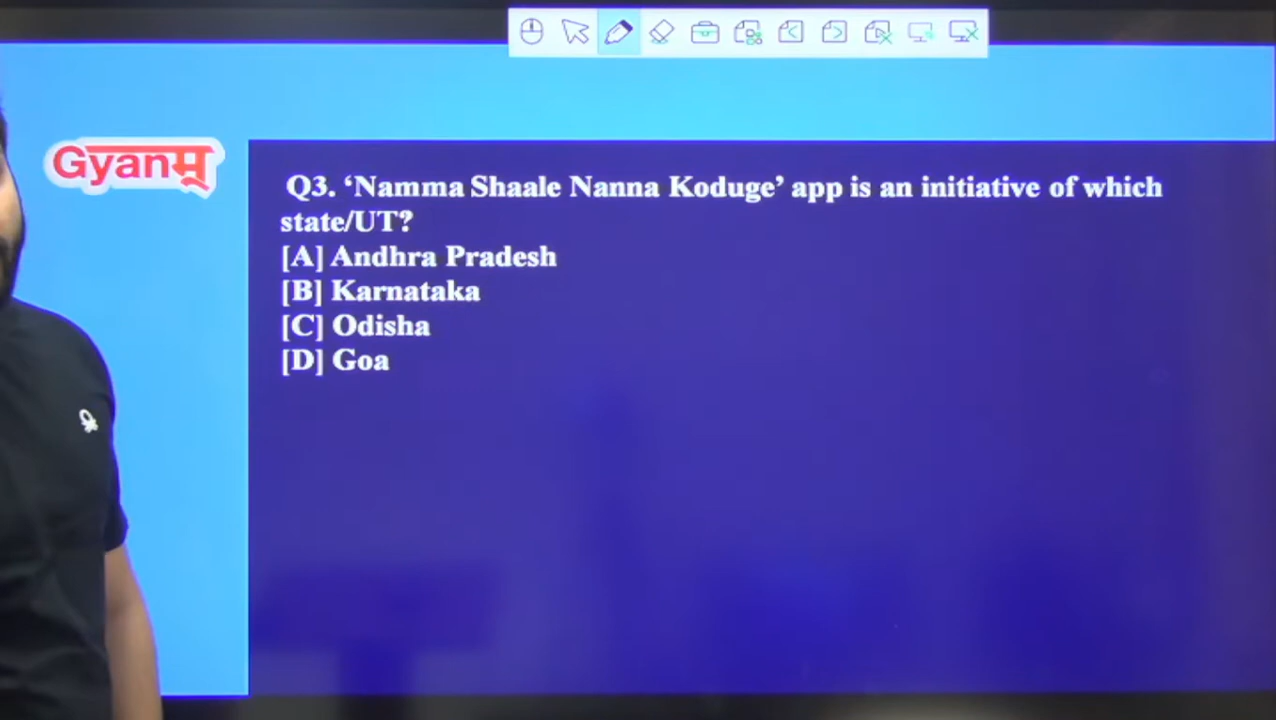 Gyanम्
Q3. ‘Namma Shaale Nanna Koduge’ app is an initiative of which
state/UT?
[A] Andhra Pradesh
[B] Karnataka
[C] Odisha
[D] Goa